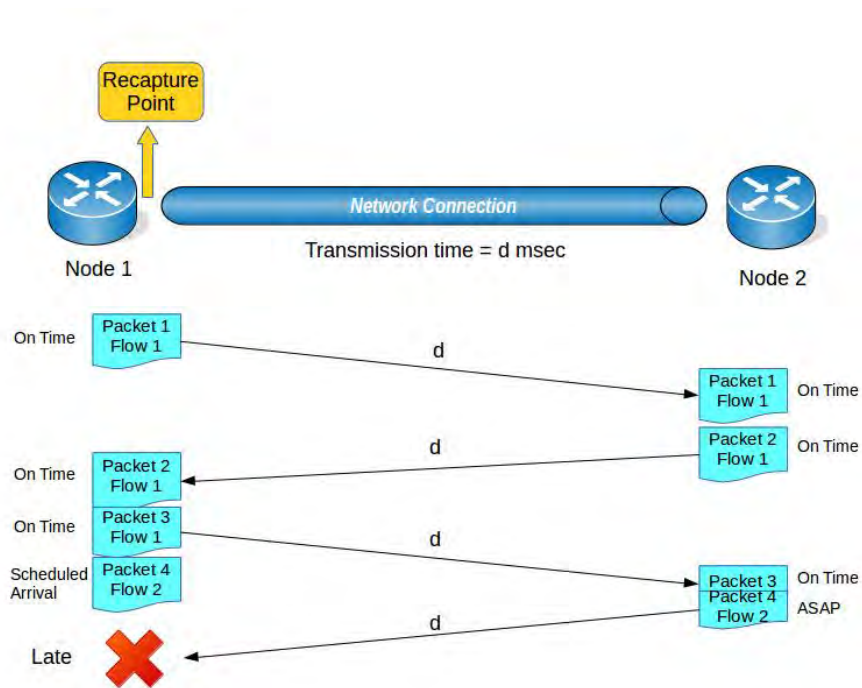 Recapture
Point
Network Connection
Transmission time = d msec
Node 1
Node 2
On Time
Packet 1
Flow 1
d
Packet 1
Flow 1
On Time
d
Packet 2
Flow 1
On Time
On Time
Packet 2
Flow 1
On Time
Packet 3
Flow 1
d
Scheduled
Arrival
Packet 4
Flow 2
Packet 3
On Time
Packet 4
Flow 2
ASAP
d
Late